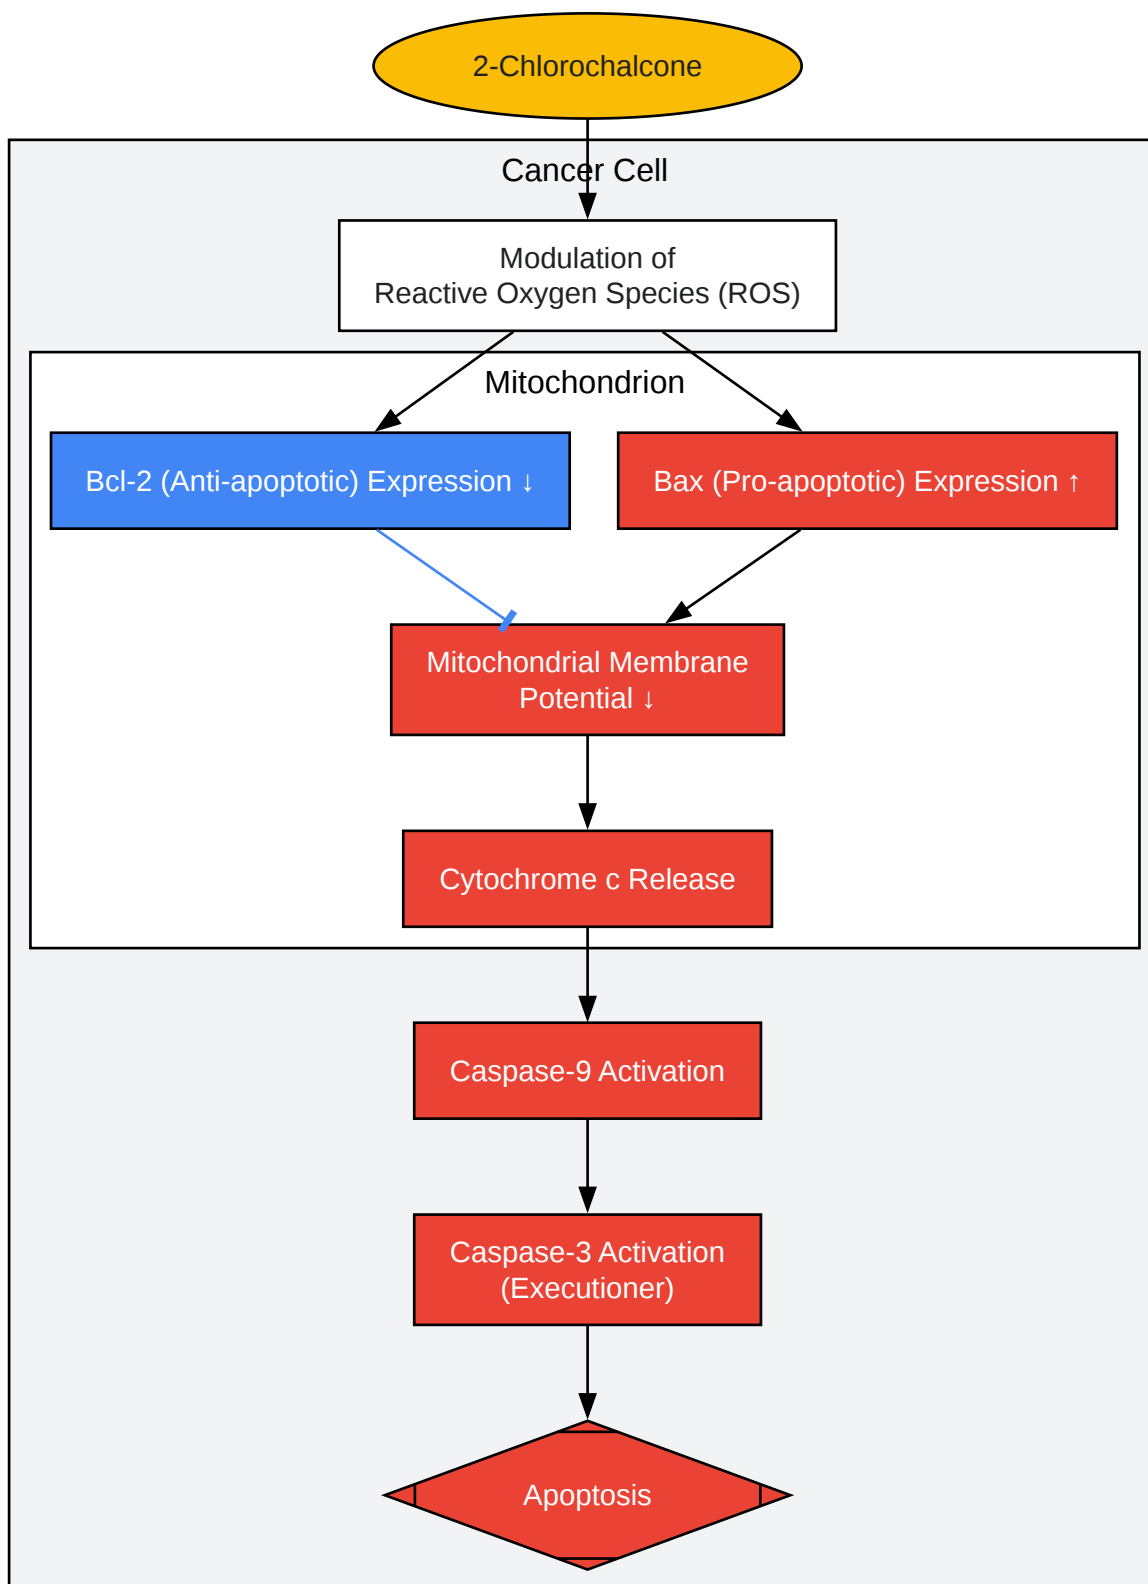 2-Chlorochalcone
Cancer Cell
Modulation of
Reactive Oxygen Species (ROS)
Mitochondrion
Bcl-2 (Anti-apoptotic) Expression ↓
Bax (Pro-apoptotic) Expression ↑
Mitochondrial Membrane
Potential ↓
Cytochrome c Release
Caspase-9 Activation
Caspase-3 Activation
(Executioner)
Apoptosis